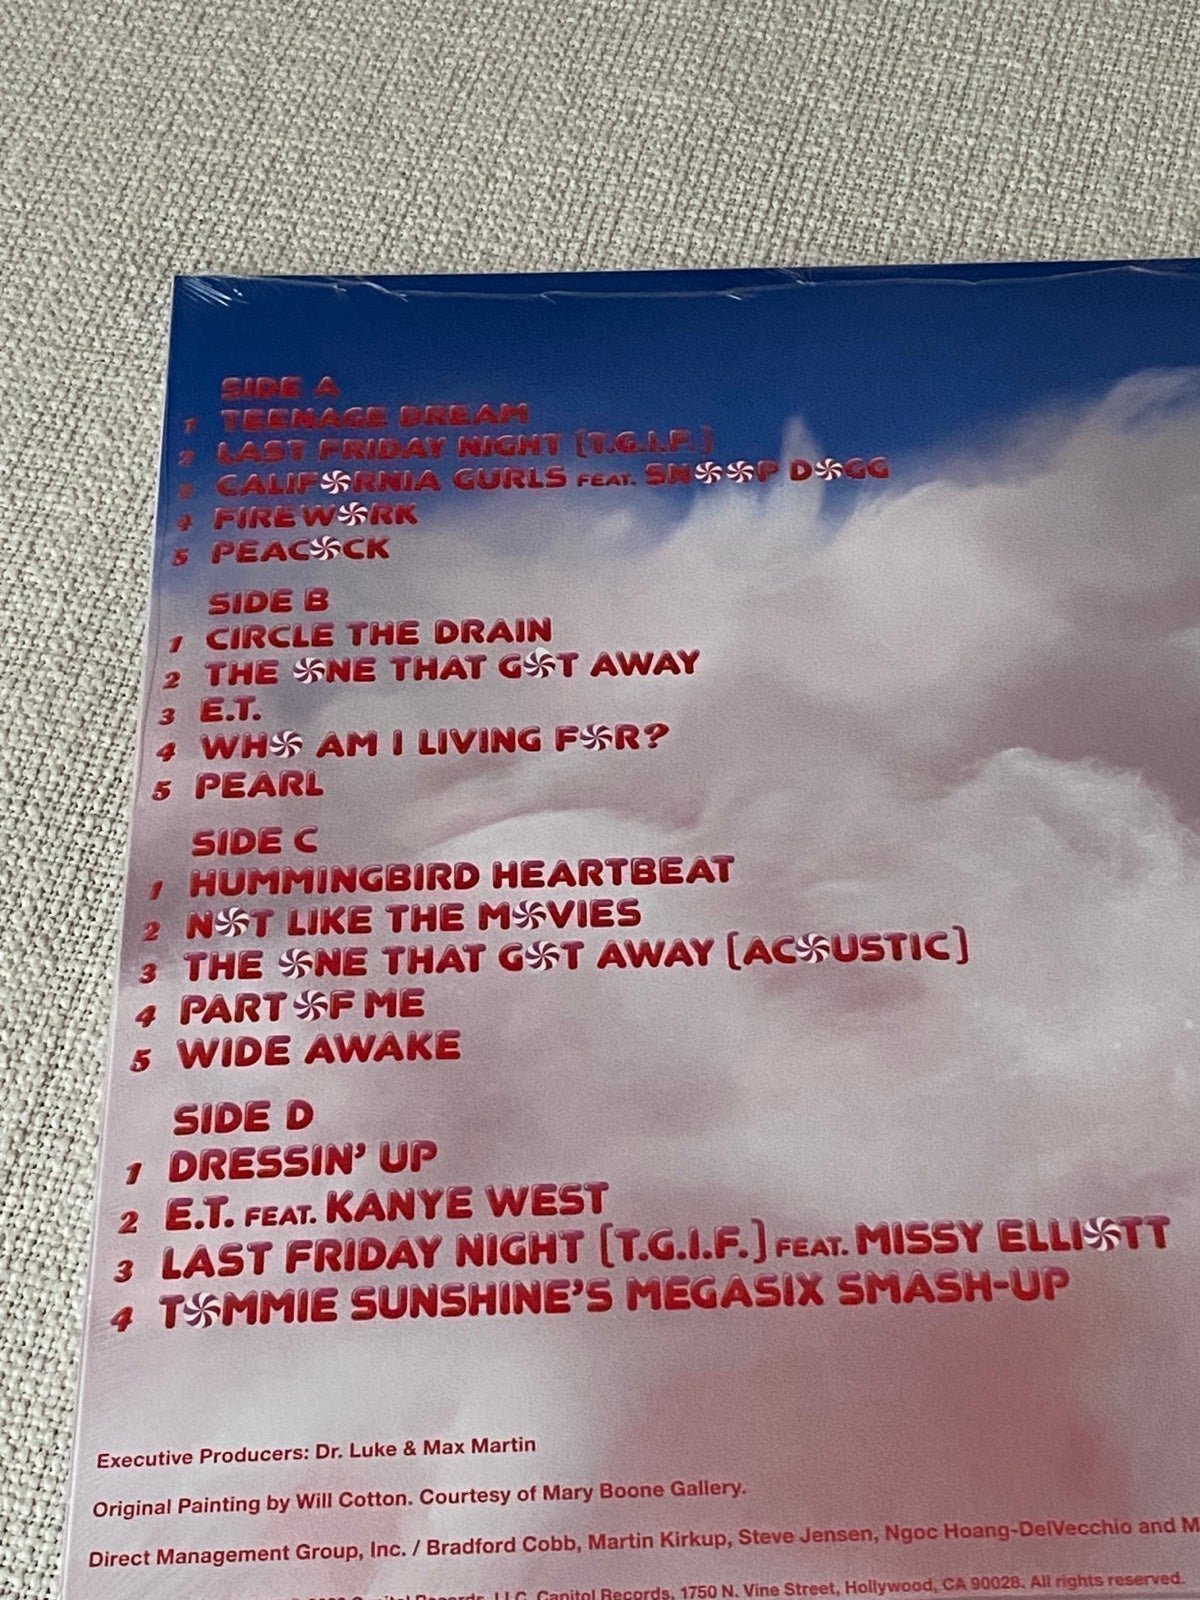 SIDE A
1 TEENAGE DREAM
2 LAST FRIDAY NIGHT [T.G.I.F.]
3 CALIFORNIA GURLS FEAT. SNOOP DOGG
4 FIREWORK
5 PEACOCK
SIDE B
1 CIRCLE THE DRAIN
2 THE ONE THAT GOT AWAY
3 E.T.
4 WHO AM I LIVING FOR?
5 PEARL
SIDE C
1 HUMMINGBIRD HEARTBEAT
2 NOT LIKE THE MOVIES
3 THE ONE THAT GOT AWAY [ACOUSTIC]
4 PART OF ME
5 WIDE AWAKE
SIDE D
1 DRESSIN' UP
2 E.T. FEAT. KANYE WEST
3 LAST FRIDAY NIGHT [T.G.I.F.] FEAT. MISSY ELLIOTT
4 TOMMIE SUNSHINE'S MEGASIX SMASH-UP
Executive Producers: Dr. Luke & Max Martin
Original Painting by Will Cotton. Courtesy of Mary Boone Gallery.
Direct Management Group, Inc. / Bradford Cobb, Martin Kirkup, Steve Jensen, Ngoc Hoang-DelVecchio and M
Capitol Records, LLC, Capitol Records, 1750 N. Vine Street, Hollywood, CA 90028. All rights reserved.